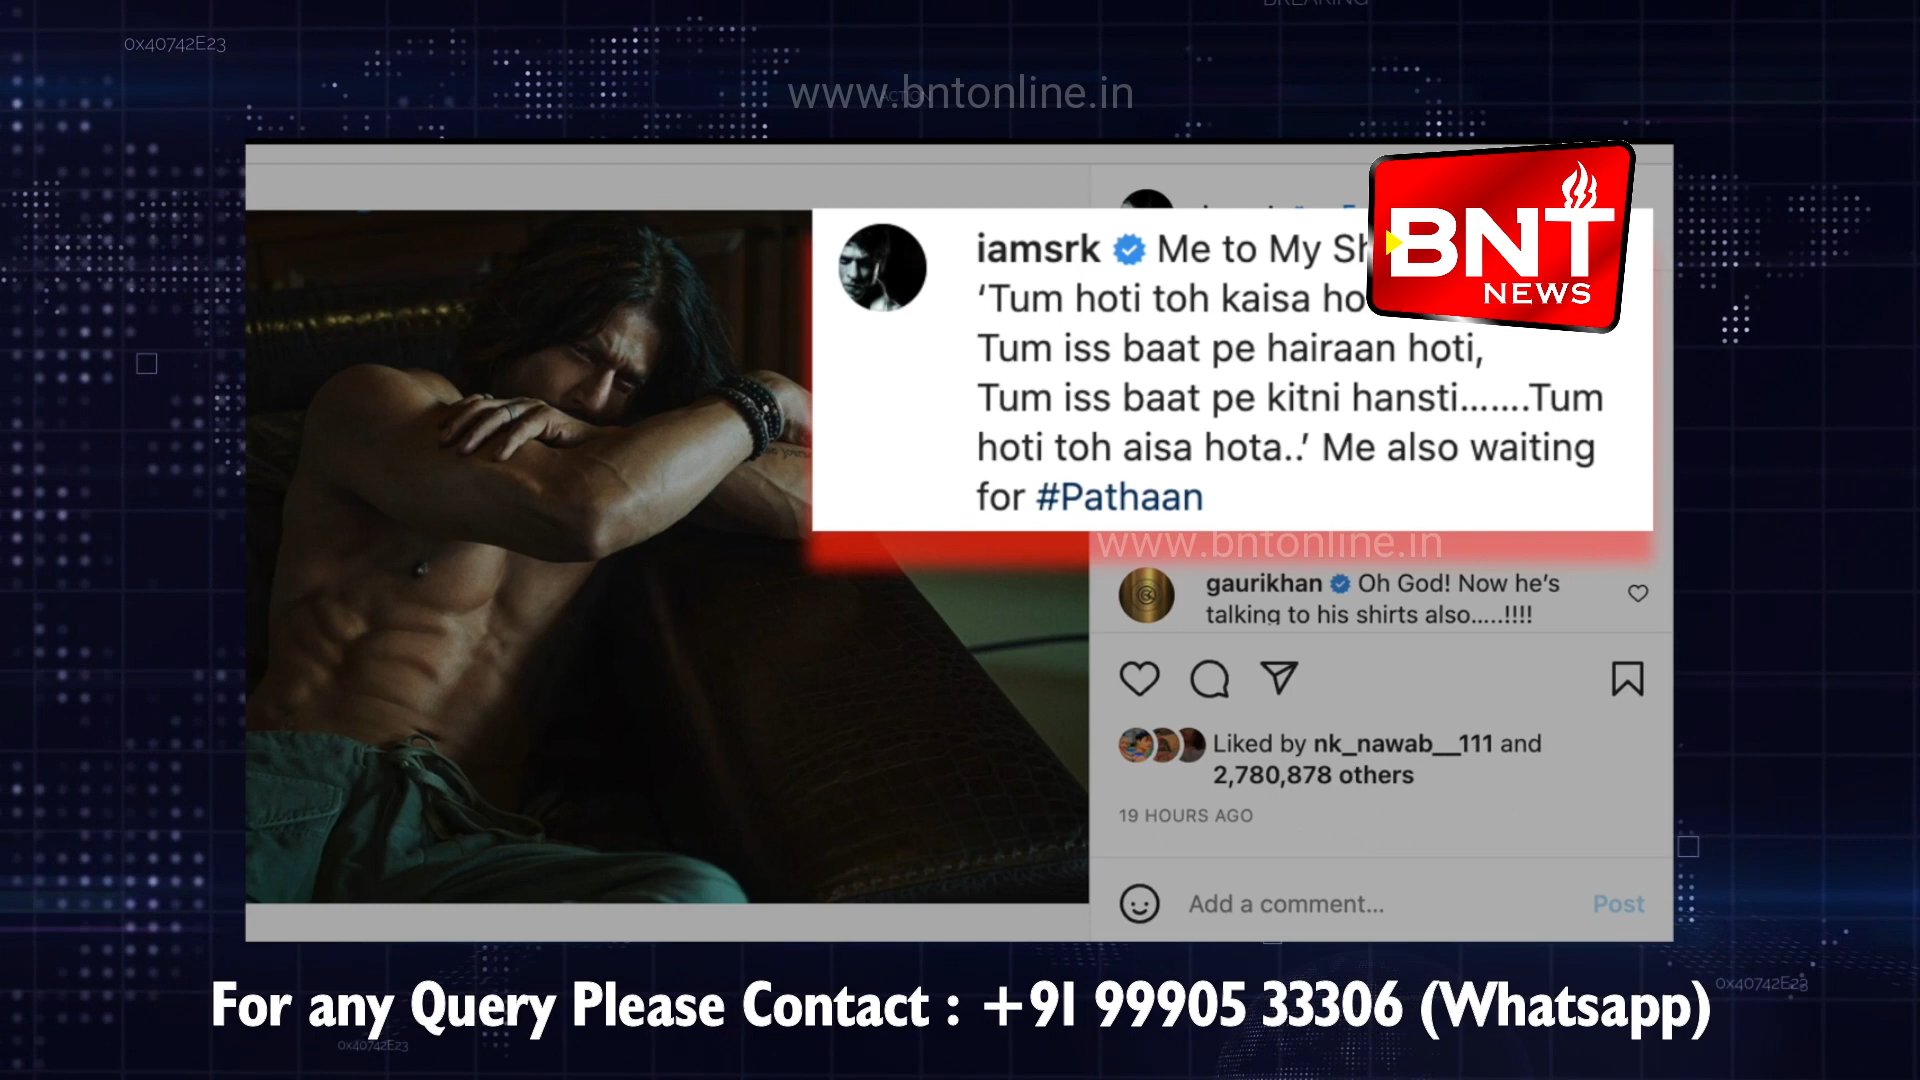 0x40742E23
www.bntonline.in
BNT
NEWS
iamsrk Me to My
'Tum hoti toh kaisa
Tum iss baat pe hairaan hoti,
Tum iss baat pe kitni hansti.......Tum
hoti toh aisa hota..' Me also waiting
for #Pathaan
www.bntonline.in
gaurikhan Oh God! Now he's
talking to his shirts also.....!!!!
Liked by nk_nawab__111 and
2,780,878 others
19 HOURS AGO
Add a comment...
Post
0x40742E23
For any Query Please Contact : +91 99905 33306 (Whatsapp)
0x40742E23